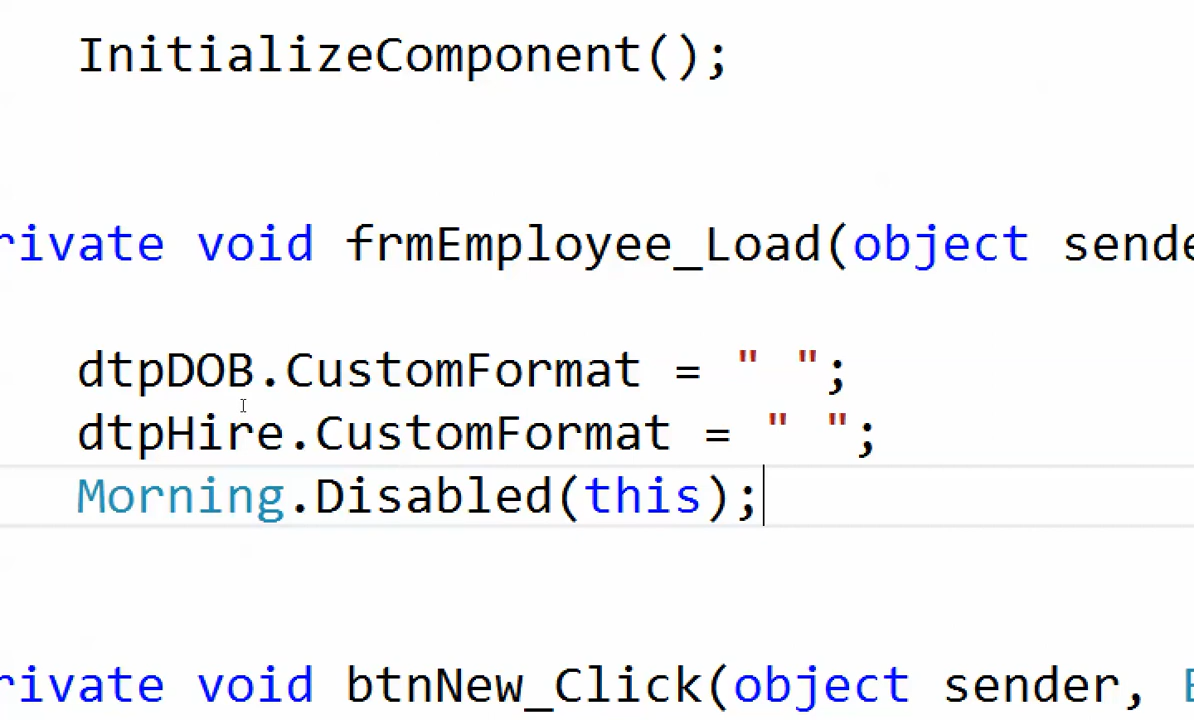 InitializeComponent();
rivate void frmEmployee_Load(object sende
dtpDOB.CustomFormat = " ";
dtpHire.CustomFormat = " ";
Morning.Disabled(this);
rivate void btnNew_Click(object sender, E